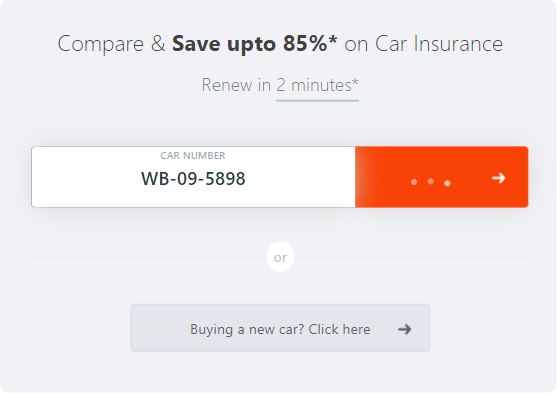 Compare & Save upto 85%* on Car Insurance
Renew in 2 minutes*
CAR NUMBER
WB-09-5898
or
Buying a new car? Click here